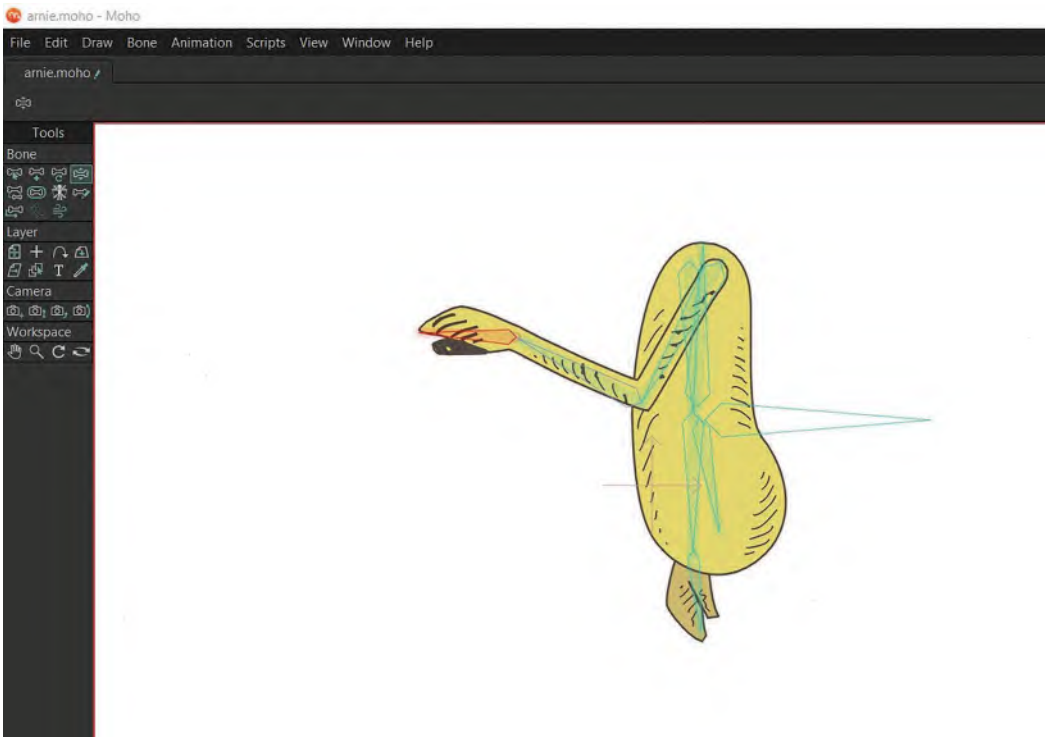 arnie.moho - Moho
File Edit Draw Bone Animation Scripts View Window Help
arnie.moho
Tools
Bone
Layer
T
Camera
Workspace